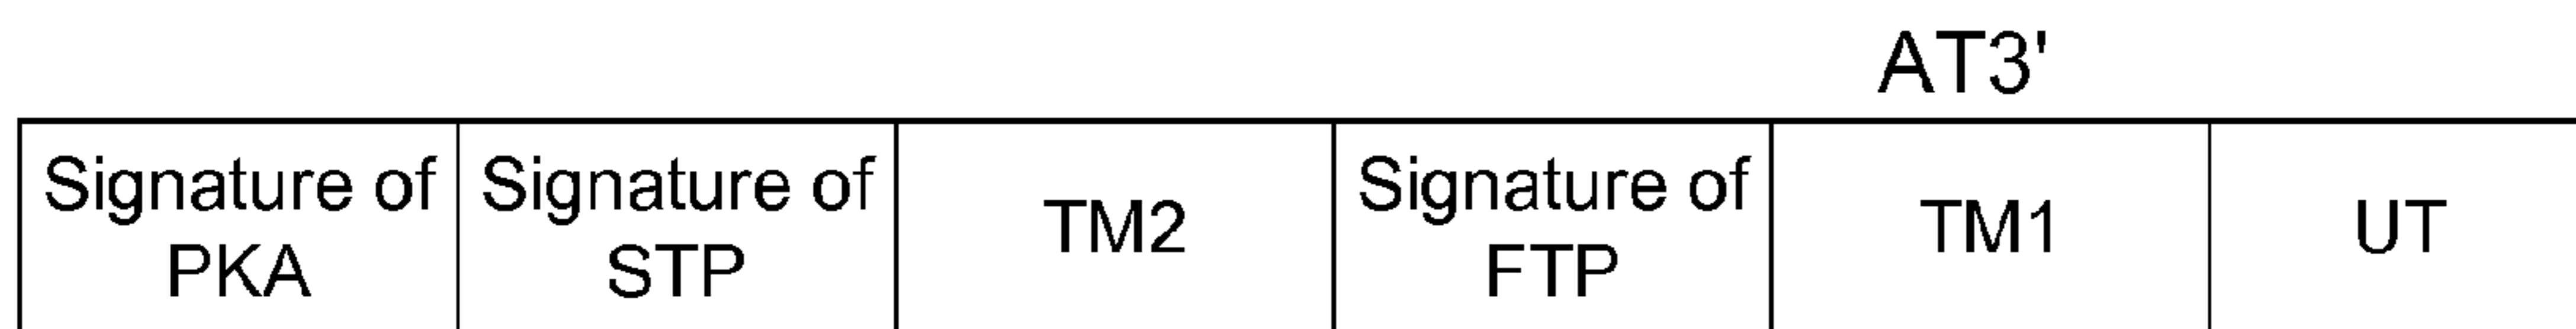 AT3'
Signature of
PKA
Signature of
STP
TM2
Signature of
FTP
TM1
UT